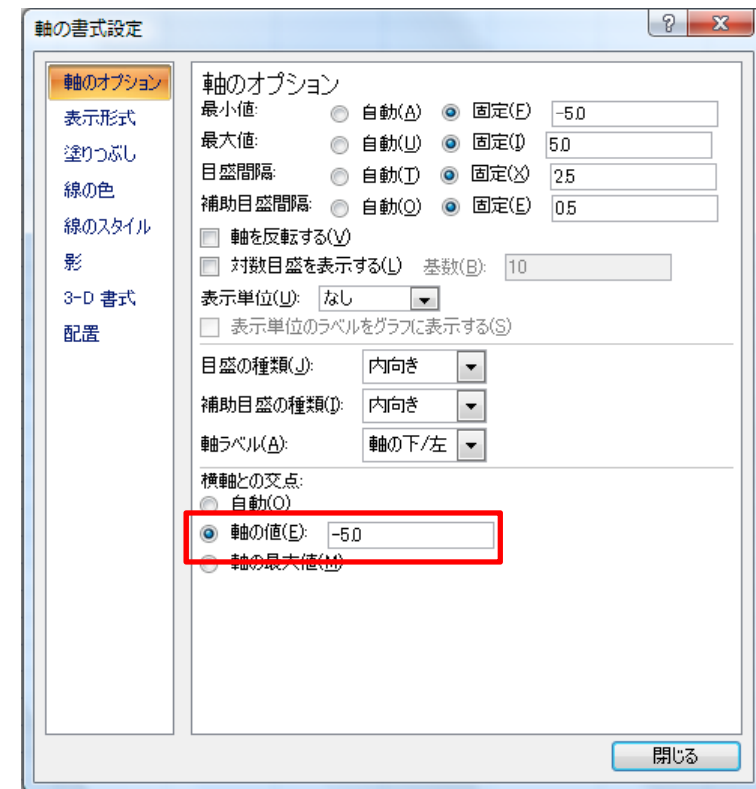 軸の書式設定
軸のオプション
表示形式
塗りつぶし
線の色
線のスタイル
影
3-D 書式
配置
軸のオプション
最小値: 自動(A) 固定(F) -5.0
最大値: 自動(U) 固定(I) 5.0
目盛間隔: 自動(T) 固定(X) 2.5
補助目盛間隔: 自動(O) 固定(E) 0.5
軸を反転する(V)
対数目盛を表示する(L) 基数(B): 10
表示単位(U): なし
表示単位のラベルをグラフに表示する(S)
目盛の種類(J): 内向き
補助目盛の種類(I): 内向き
軸ラベル(A): 軸の下/左
横軸との交点:
自動(O)
軸の値(E): -5.0
軸の最大値(M)
閉じる